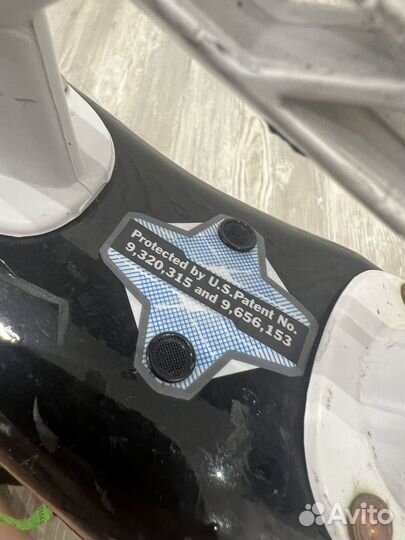 Protected by U.S.Patent No.
9,320,315 and 9,656,153
Avito